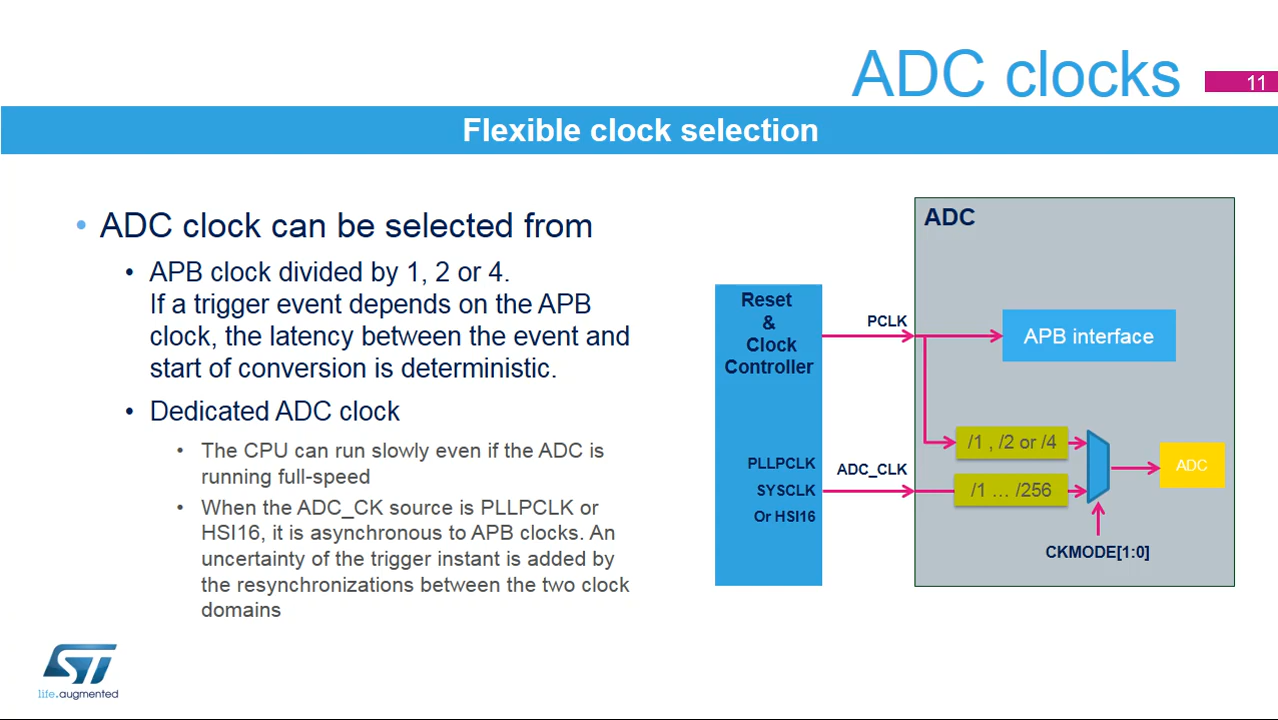 ADC clocks
11
Flexible clock selection
• ADC clock can be selected from
• APB clock divided by 1, 2 or 4.
If a trigger event depends on the APB
clock, the latency between the event and
start of conversion is deterministic.
• Dedicated ADC clock
• The CPU can run slowly even if the ADC is
running full-speed
• When the ADC_CK source is PLLPCLK or
HSI16, it is asynchronous to APB clocks. An
uncertainty of the trigger instant is added by
the resynchronizations between the two clock
domains
Reset
&
Clock
Controller
PLLPCLK
SYSCLK
Or HSI16
PCLK
ADC_CLK
ADC
APB interface
/1 , /2 or /4
/1 ... /256
ADC
CKMODE[1:0]
ST
life.augmented